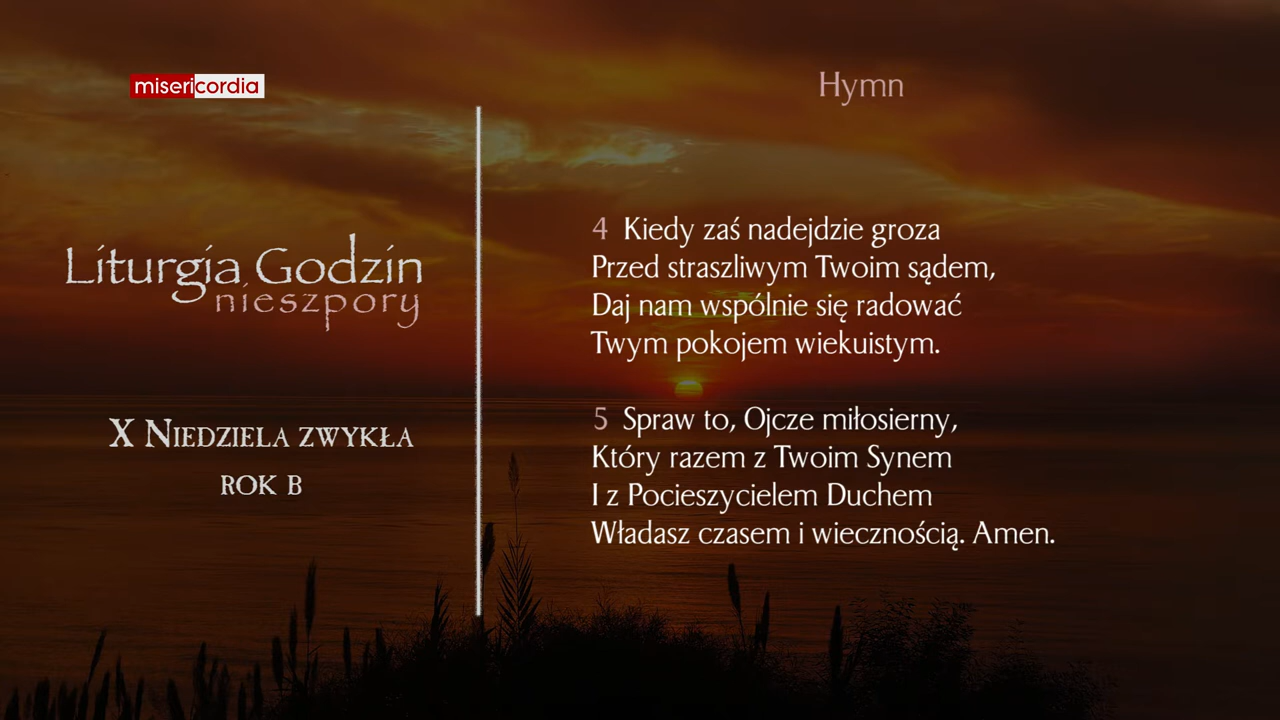 misericordia
Liturgia Godzin
nieszpory
X Niedziela zwykła
rok B
Hymn
4 Kiedy zaś nadejdzie groza
Przed straszliwym Twoim sądem,
Daj nam wspólnie się radować
Twym pokojem wiekuistym.
5 Spraw to, Ojcze miłosierny,
Który razem z Twoim Synem
I z Pocieszycielem Duchem
Władasz czasem i wiecznością. Amen.